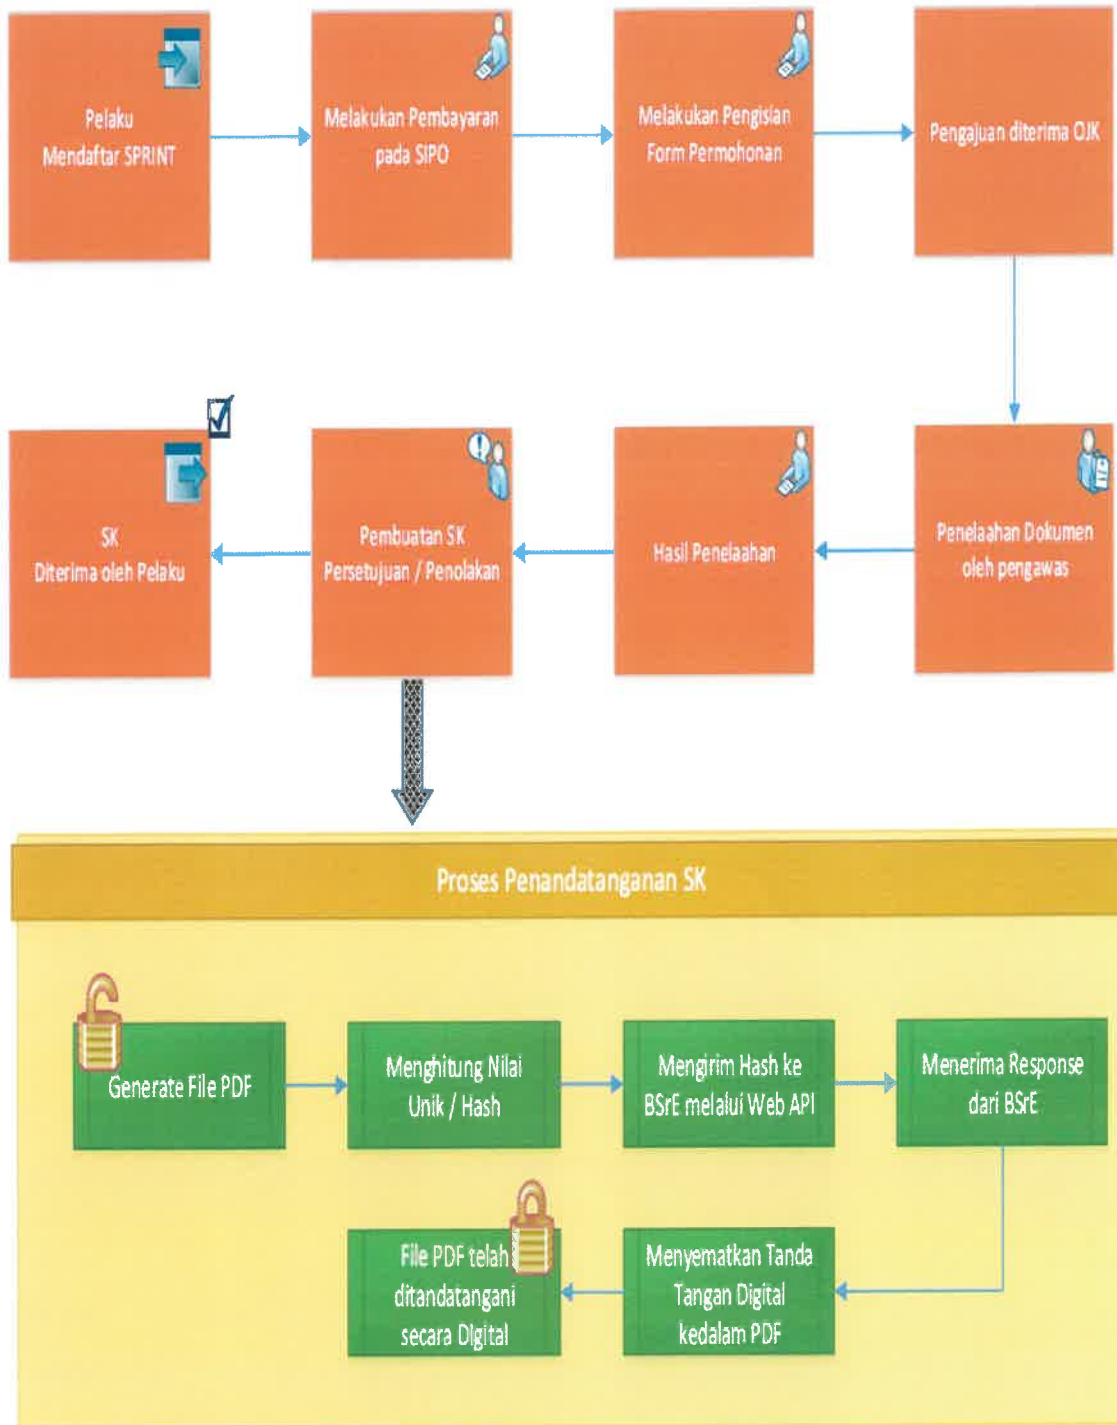 Pelaku
Mendaftar SPRINT
Melakukan Pembayaran
pada SIPO
Melakukan Pengisian
Form Permohonan
Pengajuan diterima OJK
SK
Diterima oleh Pelaku
Pembuatan SK
Persetujuan / Penolakan
Hasil Penelaahan
Penelaahan Dokumen
oleh pengawas
Proses Penandatanganan SK
Generate File PDF
Menghitung Nilai
Unik / Hash
Mengirim Hash ke
BSrE melalui Web API
Menerima Response
dari BSrE
File PDF telah
ditandatangani
secara Digital
Menyematkan Tanda
Tangan Digital
kedalam PDF